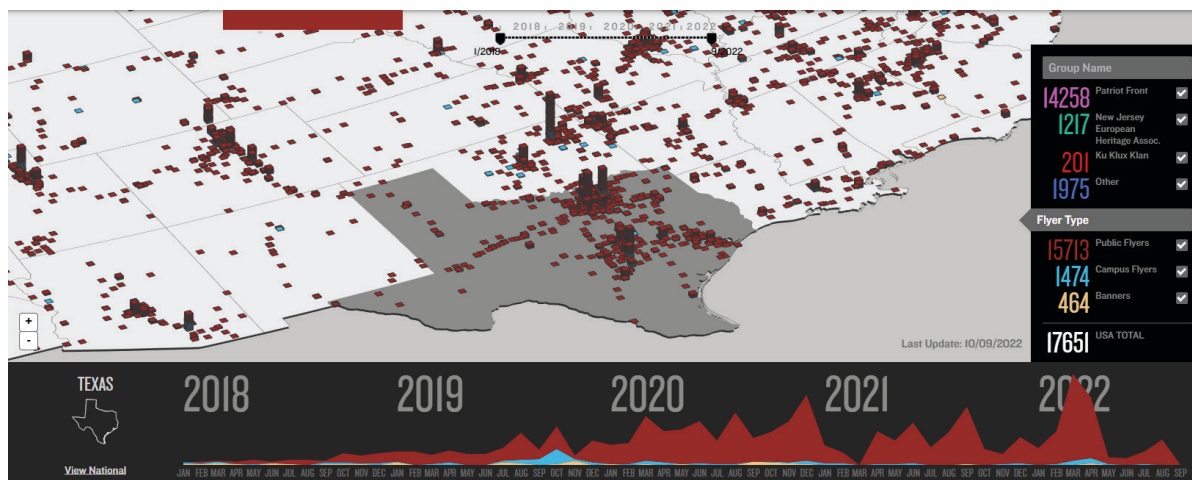 2018 2019 2020 2021 2022
1/2018 9/2022
Group Name
14258 Patriot Front
1217 New Jersey
European
Heritage Assoc.
201 Ku Klux Klan
1975 Other
Flyer Type
15713 Public Flyers
1474 Campus Flyers
464 Banners
17651 USA TOTAL
+
-
Last Update: 10/09/2022
TEXAS
View National
2018 2019 2020 2021 2022
JAN FEB MAR APR MAY JUN JUL AUG SEP OCT NOV DEC JAN FEB MAR APR MAY JUN JUL AUG SEP OCT NOV DEC JAN FEB MAR APR MAY JUN JUL AUG SEP OCT NOV DEC JAN FEB MAR APR MAY JUN JUL AUG SEP OCT NOV DEC JAN FEB MAR APR MAY JUN JUL AUG SEP